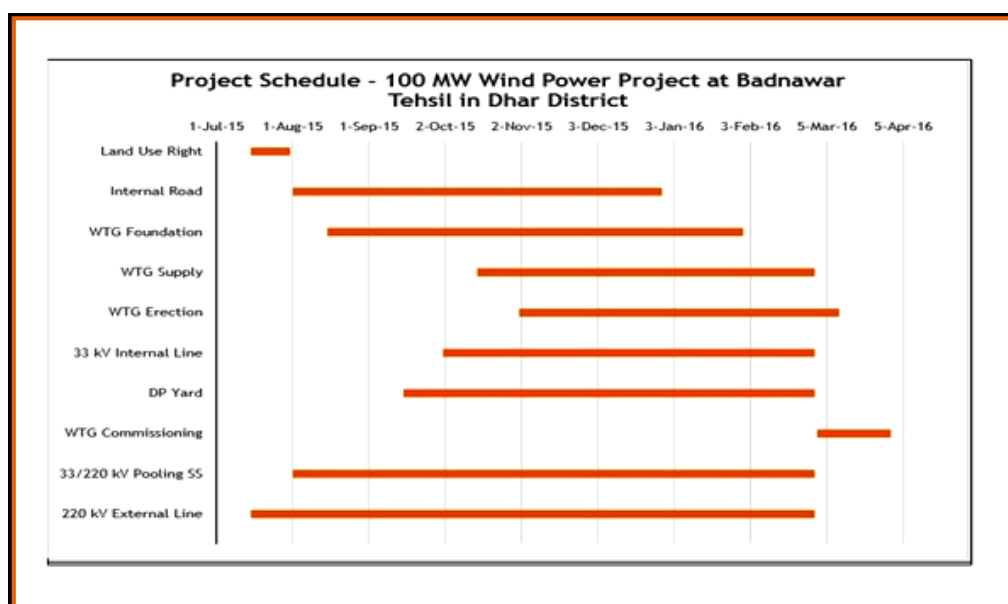 Project Schedule - 100 MW Wind Power Project at Badnawar
Tehsil in Dhar District
1-Jul-15 1-Aug-15 1-Sep-15 2-Oct-15 2-Nov-15 3-Dec-15 3-Jan-16 3-Feb-16 5-Mar-16 5-Apr-16
Land Use Right
Internal Road
WTG Foundation
WTG Supply
WTG Erection
33 kV Internal Line
DP Yard
WTG Commissioning
33/220 kV Pooling SS
220 kV External Line